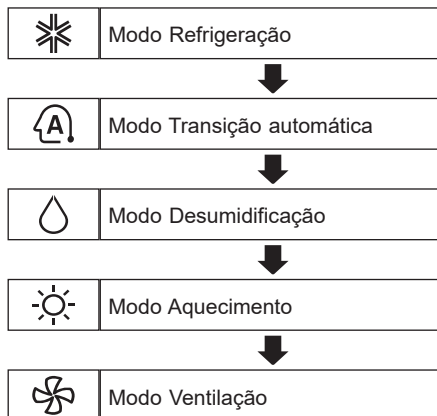 Modo Refrigeração
A
Modo Transição automática
Modo Desumidificação
Modo Aquecimento
Modo Ventilação